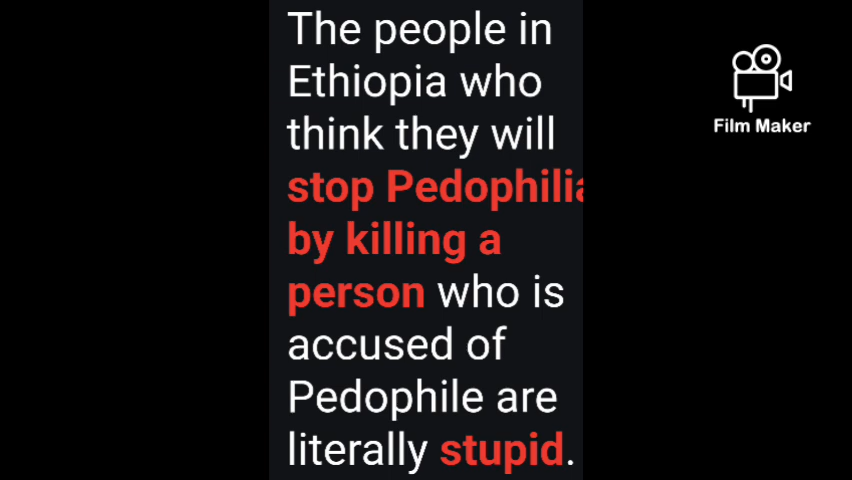 The people in
Ethiopia who
think they will
stop Pedophilia
by killing a
person who is
accused of
Pedophile are
literally stupid.
Film Maker